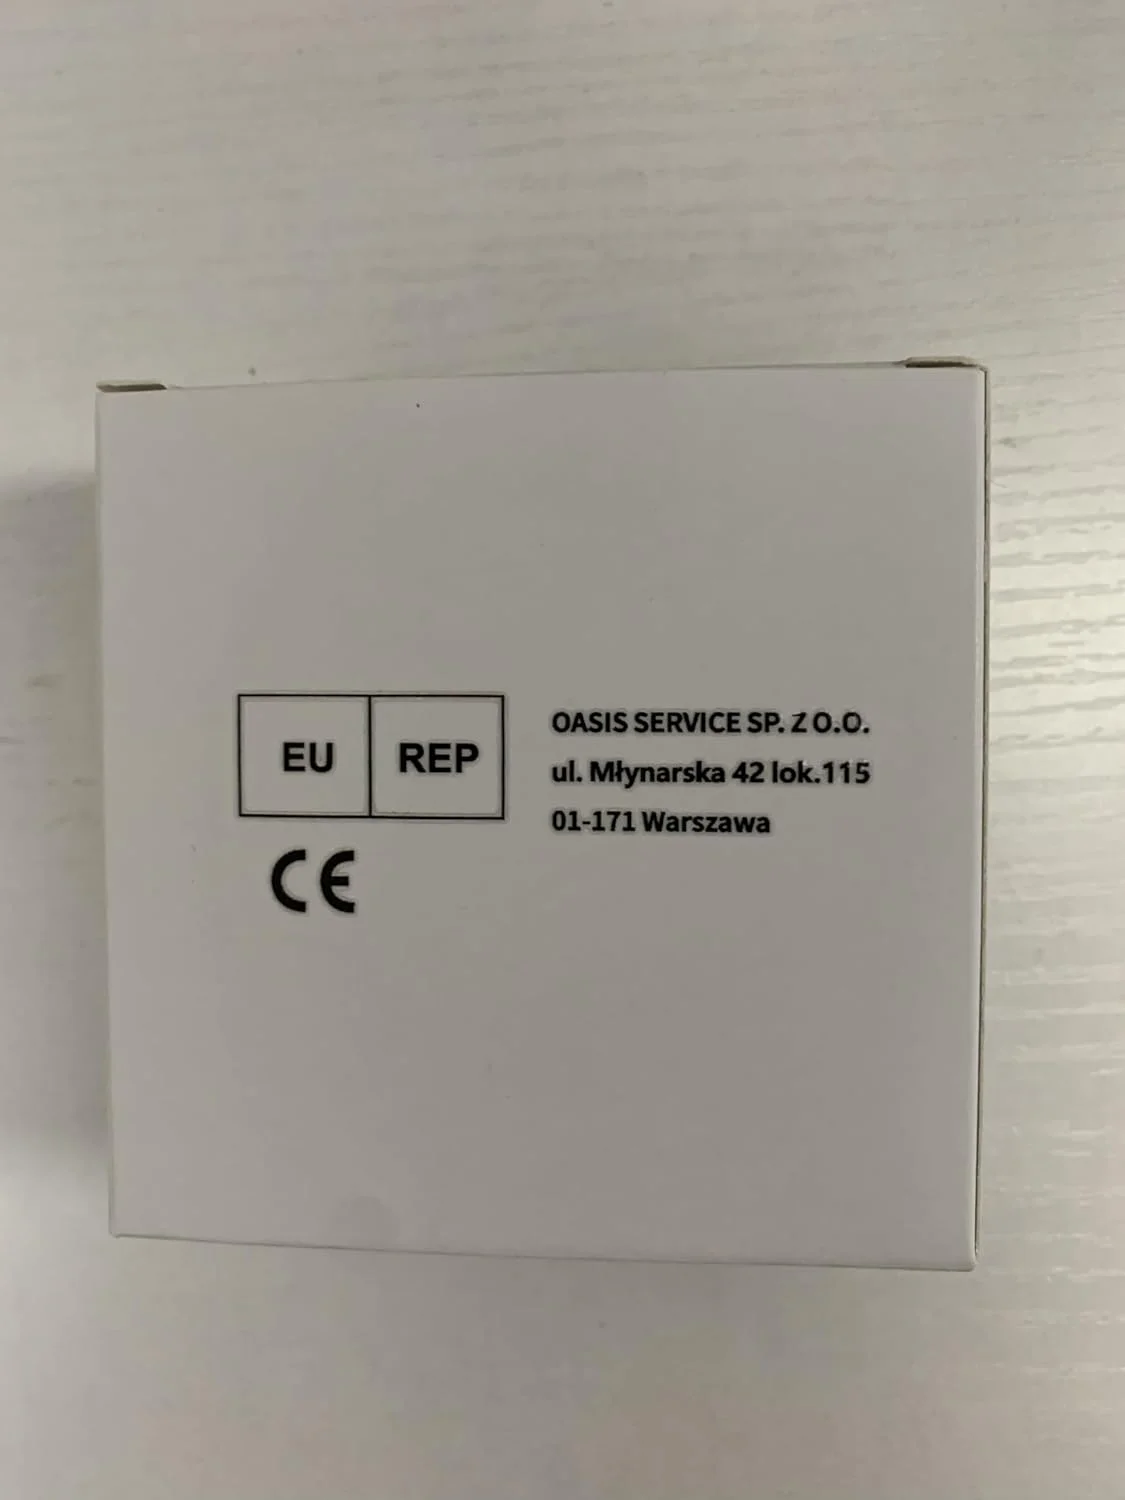 EU REP
OASIS SERVICE SP. Z O.O.
ul. Młynarska 42 lok.115
01-171 Warszawa
CE